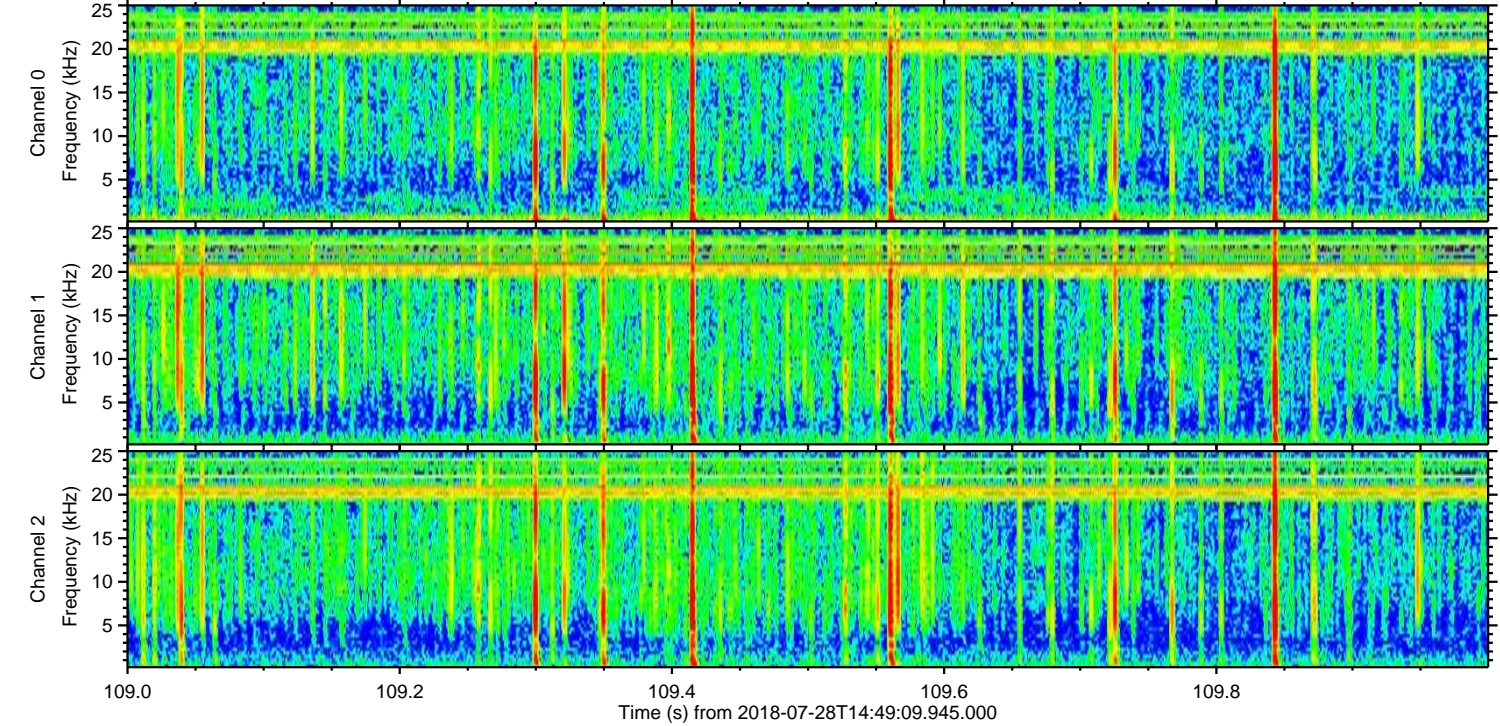 25
20
15
10
5
Channel 0
Frequency (kHz)
25
20
15
10
5
Channel 1
Frequency (kHz)
25
20
15
10
5
Channel 2
Frequency (kHz)
109.0 109.2 109.4 109.6 109.8
Time (s) from 2018-07-28T14:49:09.945.000